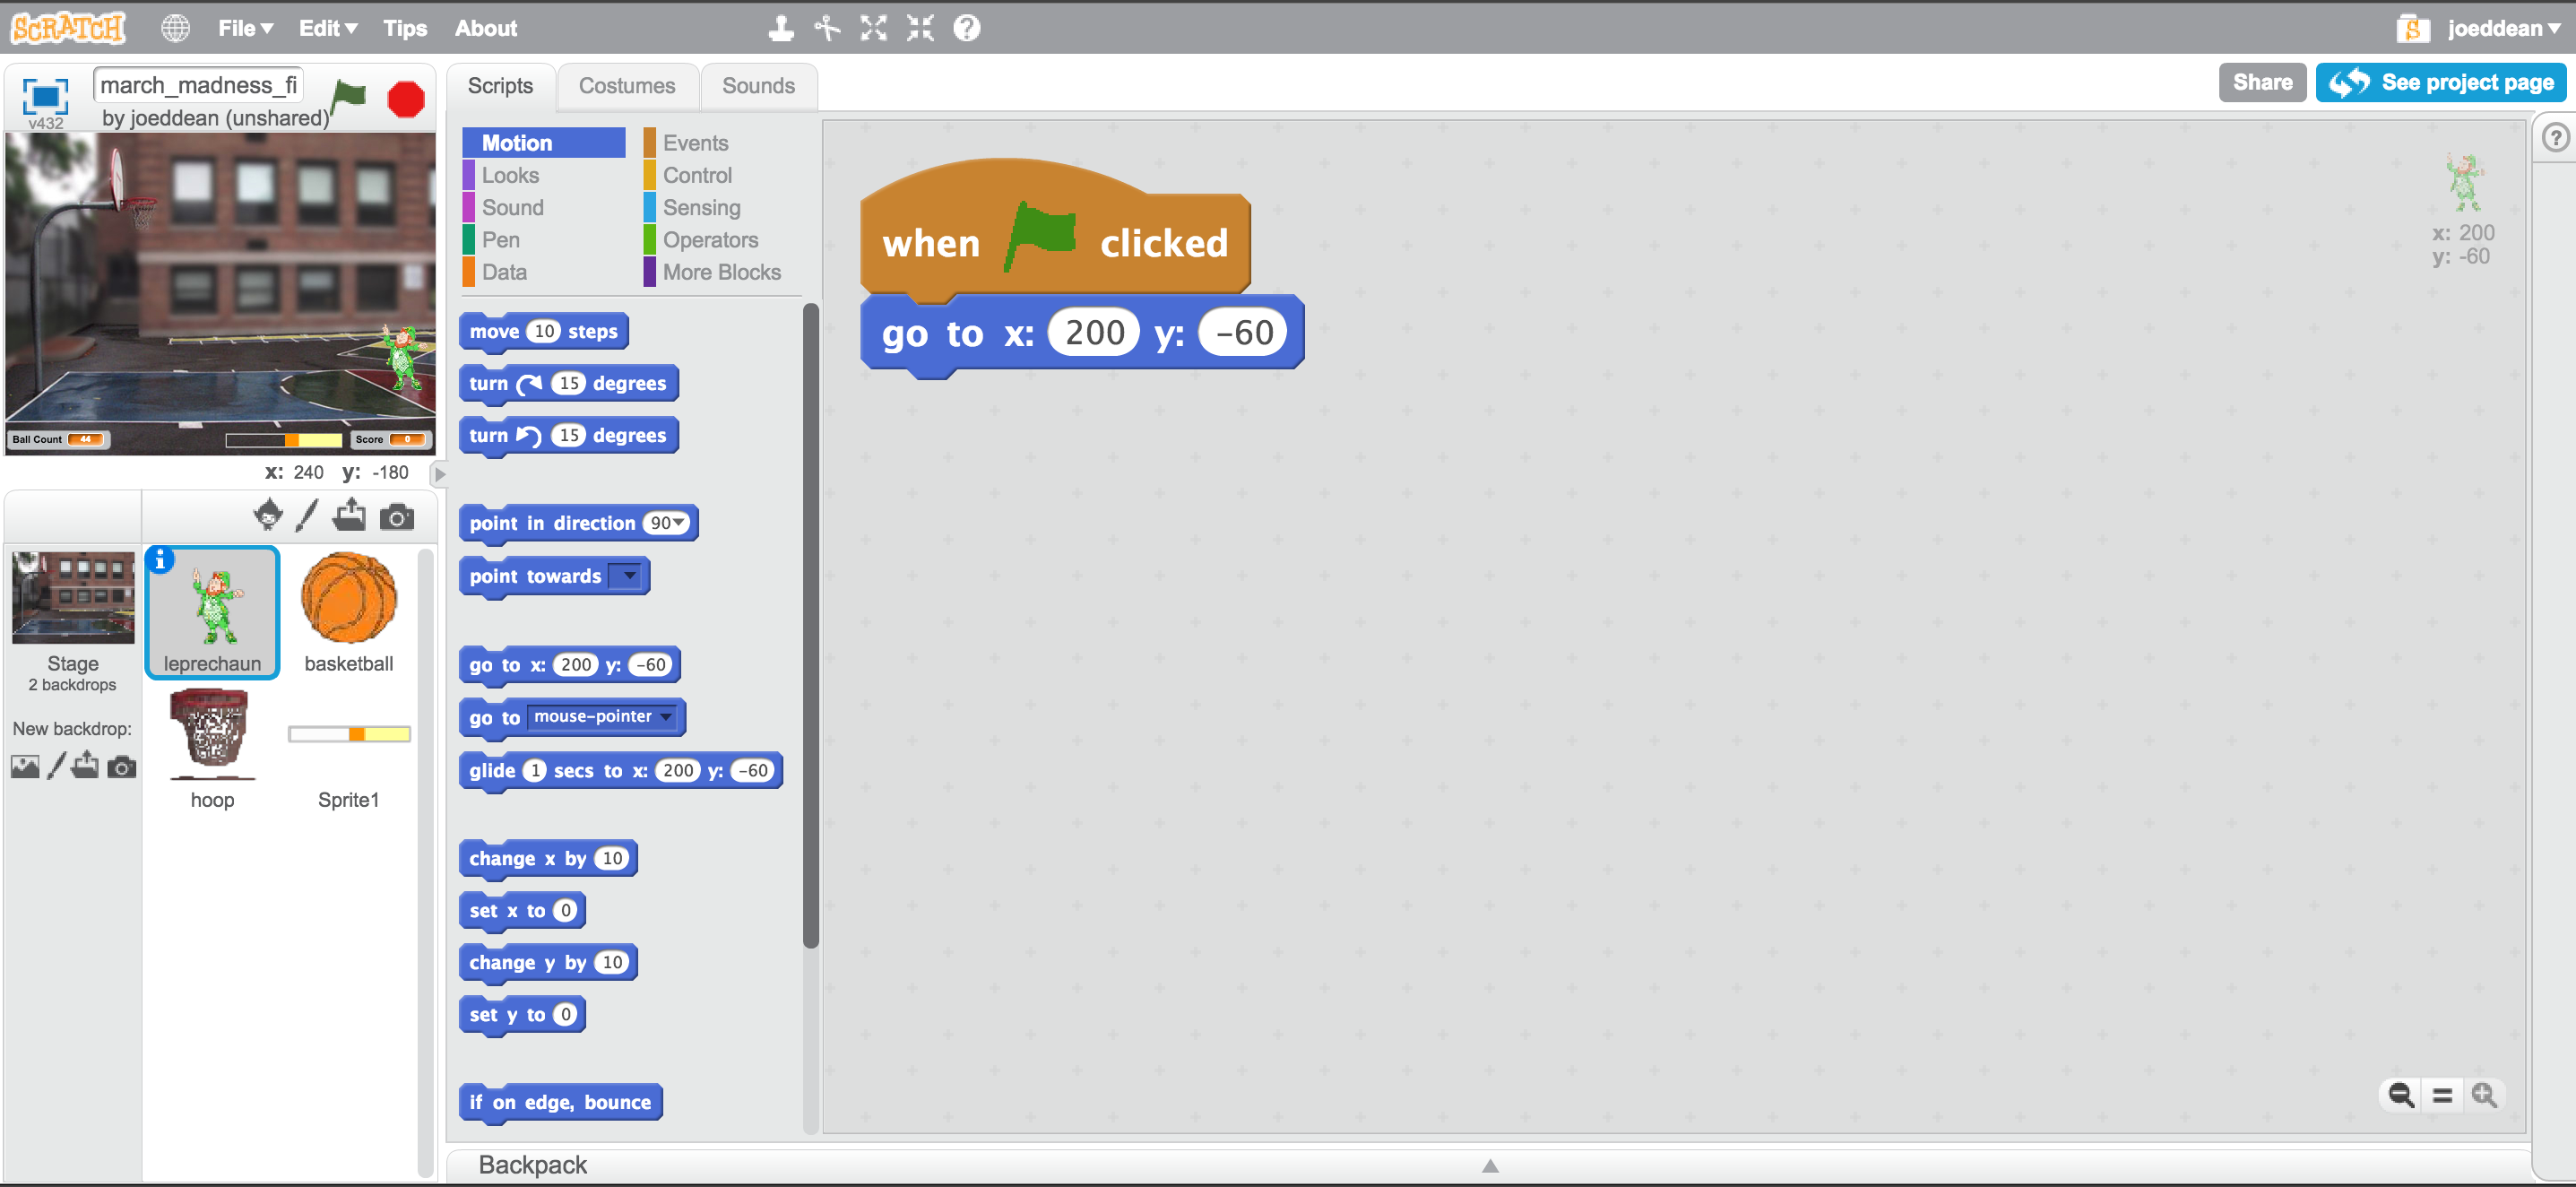 SCRATCH File Edit Tips About joeddean
march_madness_fi
v432 by joeddean (unshared)
Scripts Costumes Sounds
Share See project page
Motion Events
Looks Control
Sound Sensing
Pen Operators
Data More Blocks
when clicked
go to x: 200 y: -60
x: 200
y: -60
Ball Count 44 Score 0
x: 240 y: -180
move 10 steps
turn 15 degrees
turn 15 degrees
point in direction 90
point towards
go to x: 200 y: -60
go to mouse-pointer
glide 1 secs to x: 200 y: -60
change x by 10
set x to 0
change y by 10
set y to 0
if on edge, bounce
Stage
2 backdrops
New backdrop:
leprechaun basketball
hoop Sprite1
Backpack